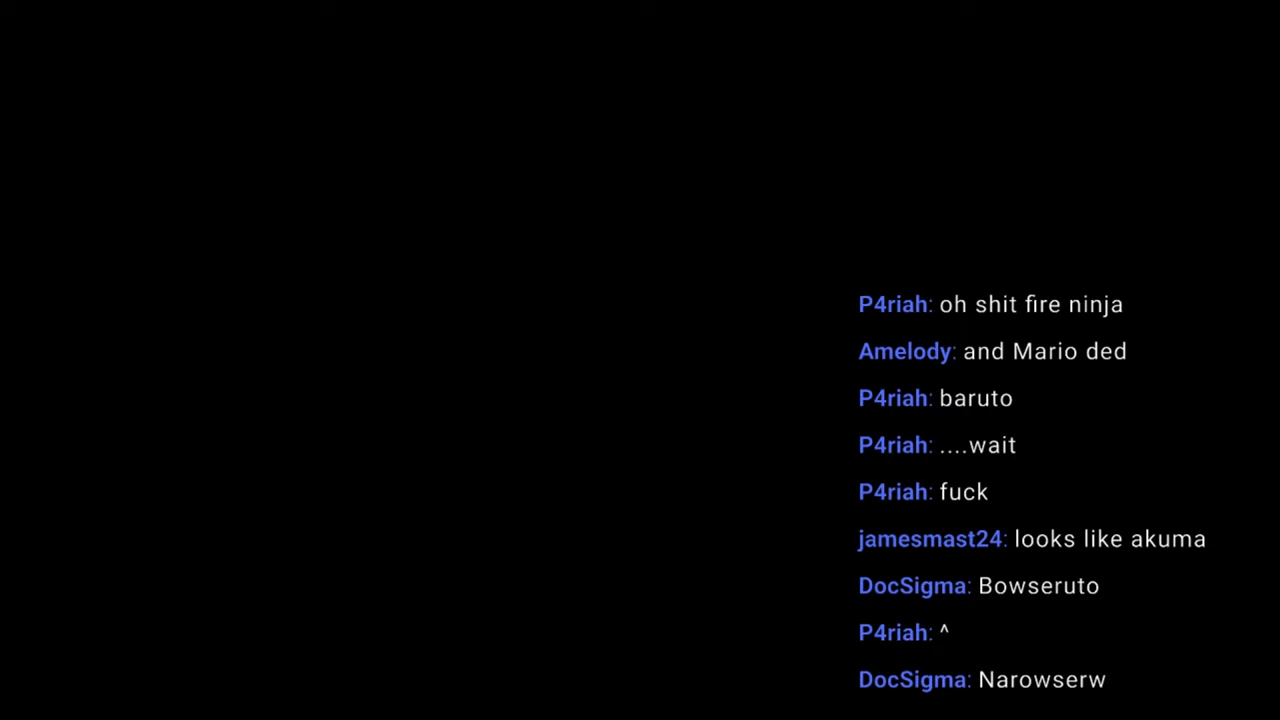 P4riah: oh shit fire ninja
Amelody: and Mario ded
P4riah: baruto
P4riah: ....wait
P4riah: fuck
jamesmast24: looks like akuma
DocSigma: Bowseruto
P4riah: ^
DocSigma: Narowserw